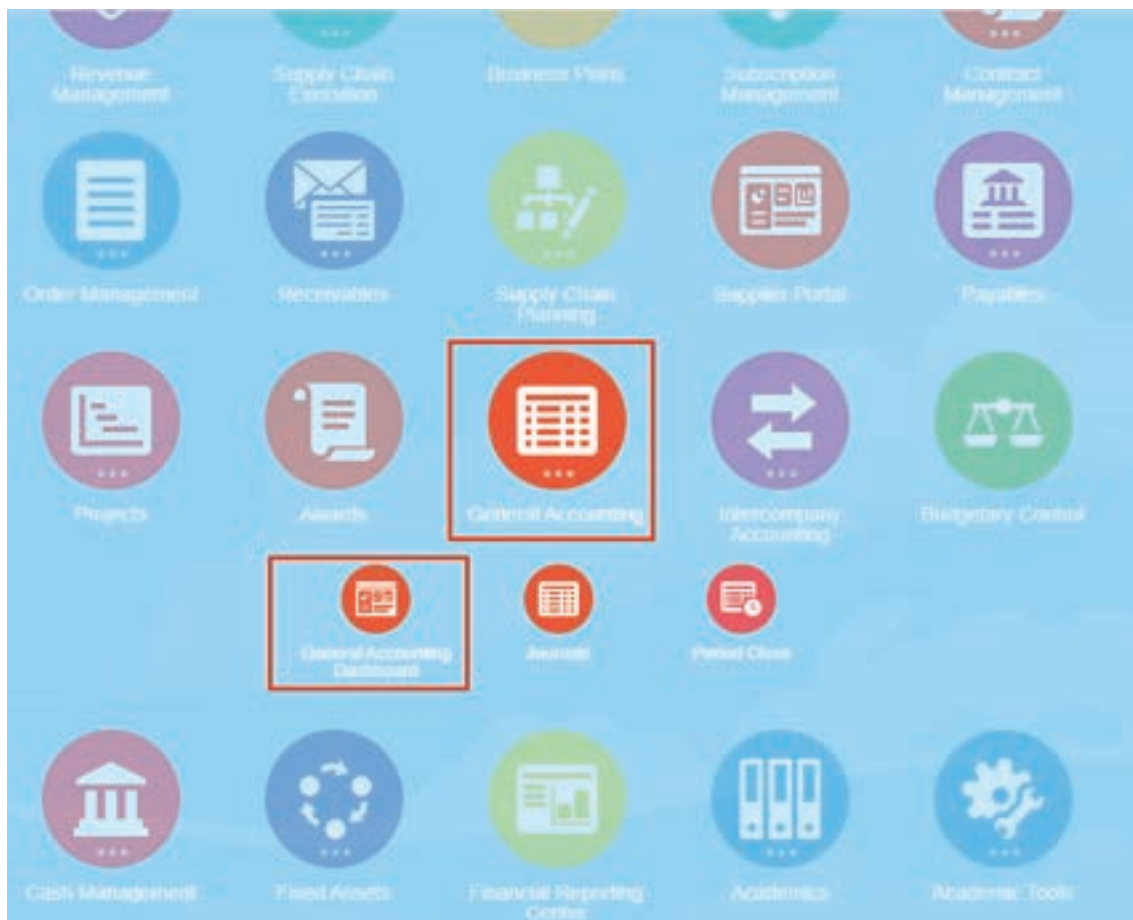 Revenue
Management
Supply Chain
Execution
Business Plans
Subscription
Management
Contract
Management
Order Management
Receivables
Supply Chain
Planning
Supplier Portal
Payables
Projects
Awards
General Accounting
Intercompany
Accounting
Budgetary Control
General Accounting
Dashboard
Journals
Period Close
Cash Management
Fixed Assets
Financial Reporting
Center
Academics
Academic Tools